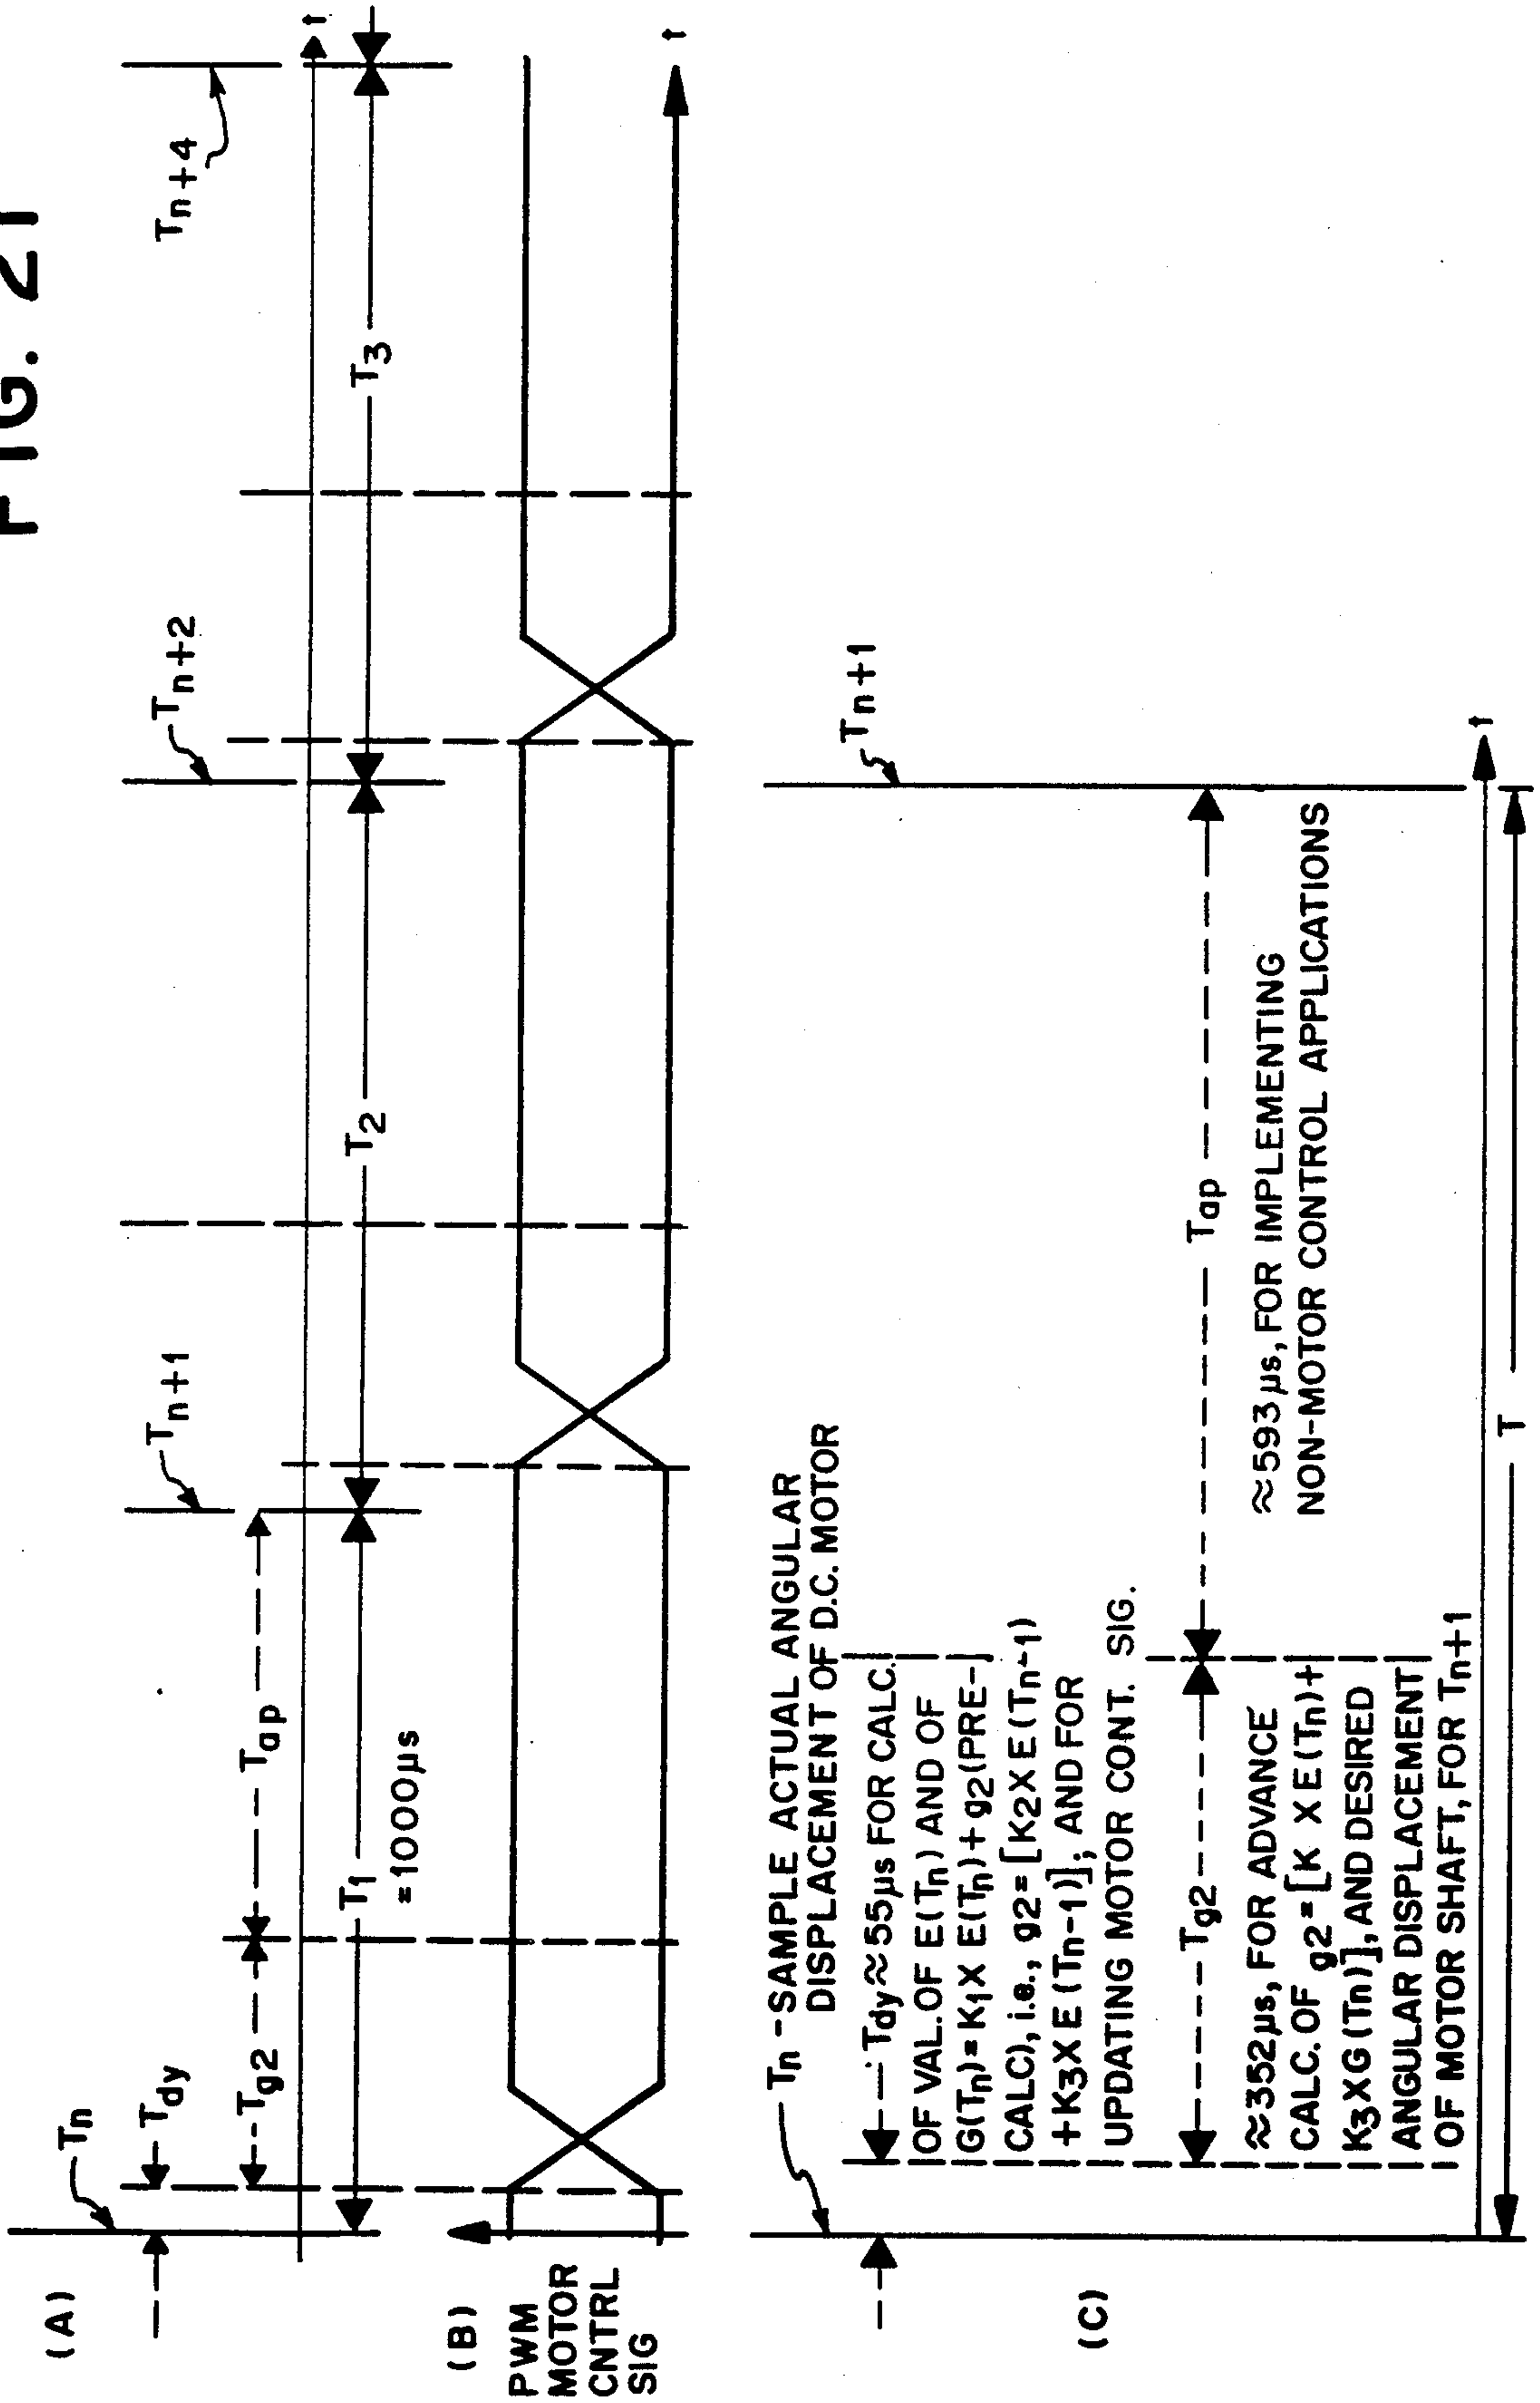 FIG. 21
(A)
Tn
Tdy
Tg2
Tap
T1
=1000µs
Tn+1
T2
Tn+2
T3
Tn+4
t
(B)
PWM
MOTOR
CNTRL
SIG
t
(C)
Tn -SAMPLE ACTUAL ANGULAR
DISPLACEMENT OF D.C. MOTOR
Tdy≈55µs FOR CALC.
OF VAL. OF E(Tn) AND OF
G(Tn)=K1X E(Tn)+g2(PRE-
CALC), i.e., g2=[K2X E(Tn-1)
+K3X E(Tn-1)], AND FOR
UPDATING MOTOR CONT. SIG.
Tg2
≈352µs, FOR ADVANCE
CALC. OF g2=[K X E(Tn)+
K3XG(Tn)], AND DESIRED
ANGULAR DISPLACEMENT
OF MOTOR SHAFT, FOR Tn+1
Tap
≈593µs, FOR IMPLEMENTING
NON-MOTOR CONTROL APPLICATIONS
Tn+1
t
T